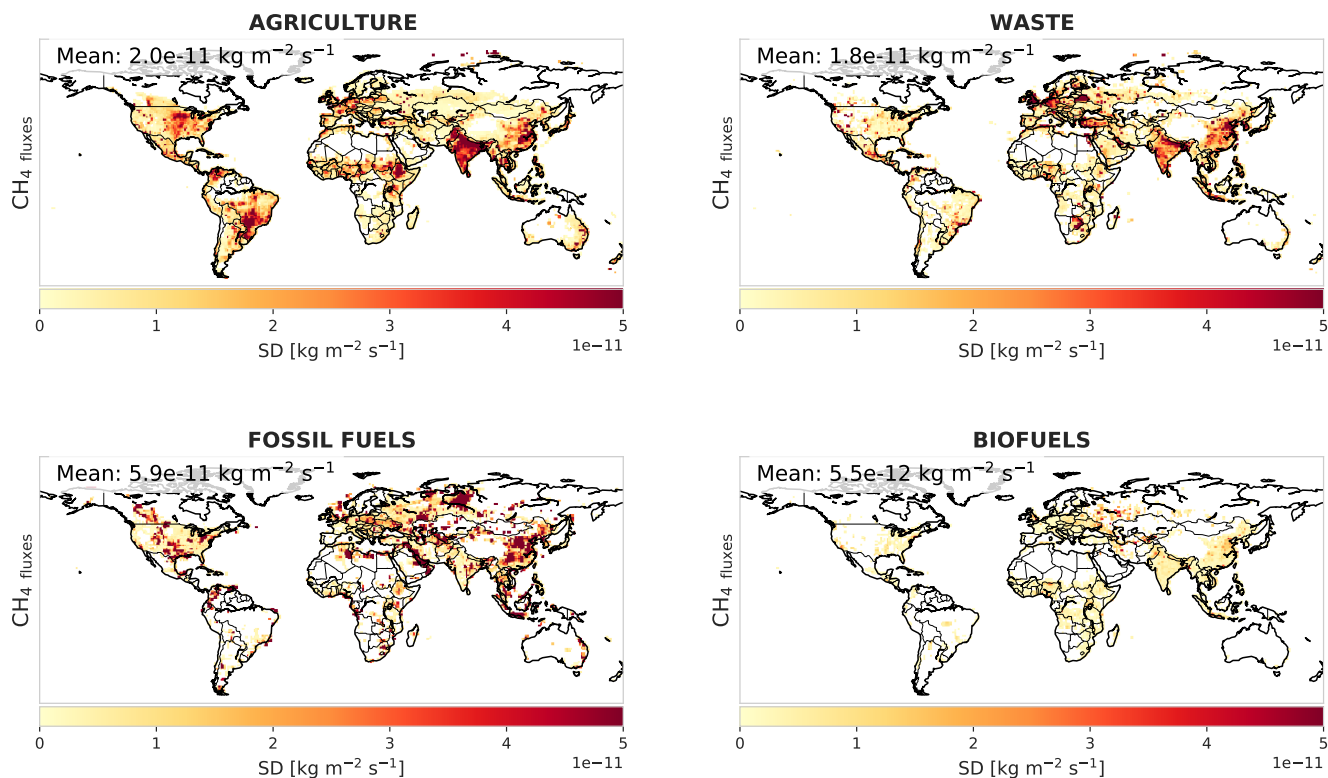 AGRICULTURE
Mean: 2.0e-11 kg m⁻² s⁻¹
CH₄ fluxes
0 1 2 3 4 5
SD [kg m⁻² s⁻¹]
1e−11
WASTE
Mean: 1.8e-11 kg m⁻² s⁻¹
CH₄ fluxes
0 1 2 3 4 5
SD [kg m⁻² s⁻¹]
1e−11
FOSSIL FUELS
Mean: 5.9e-11 kg m⁻² s⁻¹
CH₄ fluxes
0 1 2 3 4 5
SD [kg m⁻² s⁻¹]
1e−11
BIOFUELS
Mean: 5.5e-12 kg m⁻² s⁻¹
CH₄ fluxes
0 1 2 3 4 5
SD [kg m⁻² s⁻¹]
1e−11